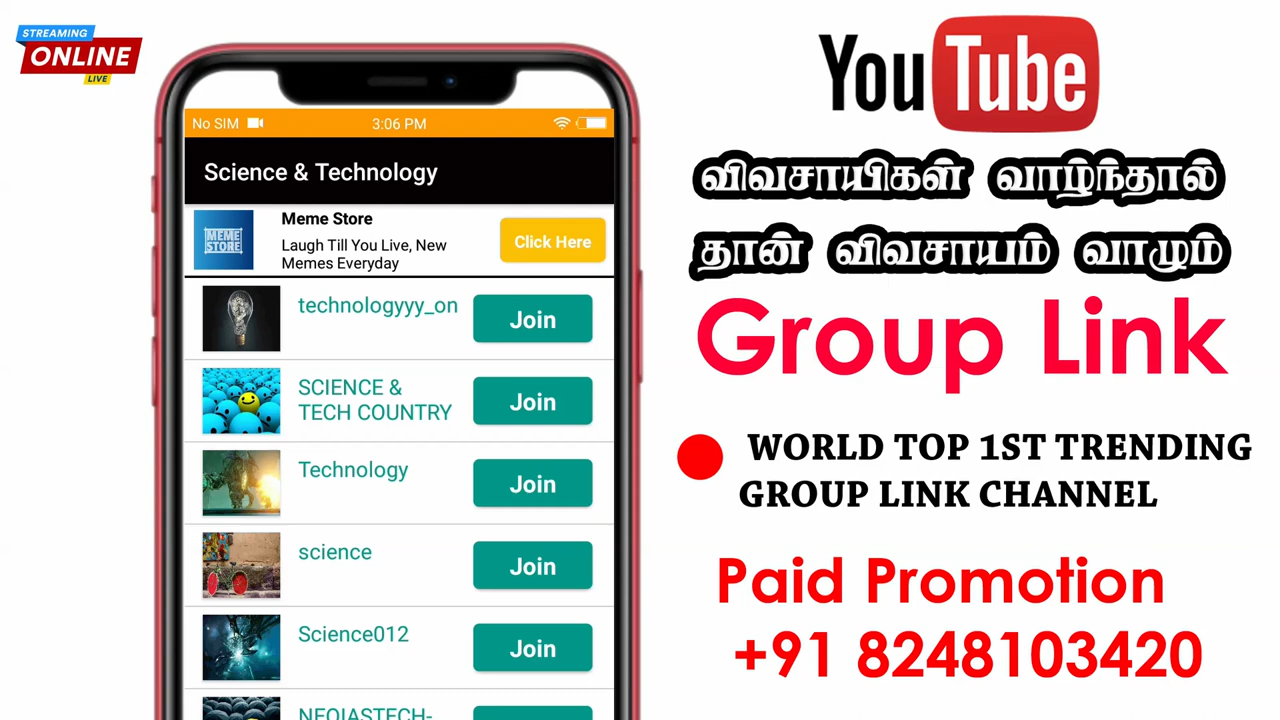 STREAMING
ONLINE
LIVE
No SIM
3:06 PM
Science & Technology
MEME
STORE
Meme Store
Laugh Till You Live, New
Memes Everyday
Click Here
technologyyy_on
Join
SCIENCE &
TECH COUNTRY
Join
Technology
Join
science
Join
Science012
Join
NEOIASTECH-
YouTube
விவசாயிகள் வாழ்ந்தால்
தான் விவசாயம் வாழும்
Group Link
WORLD TOP 1ST TRENDING
GROUP LINK CHANNEL
Paid Promotion
+91 8248103420